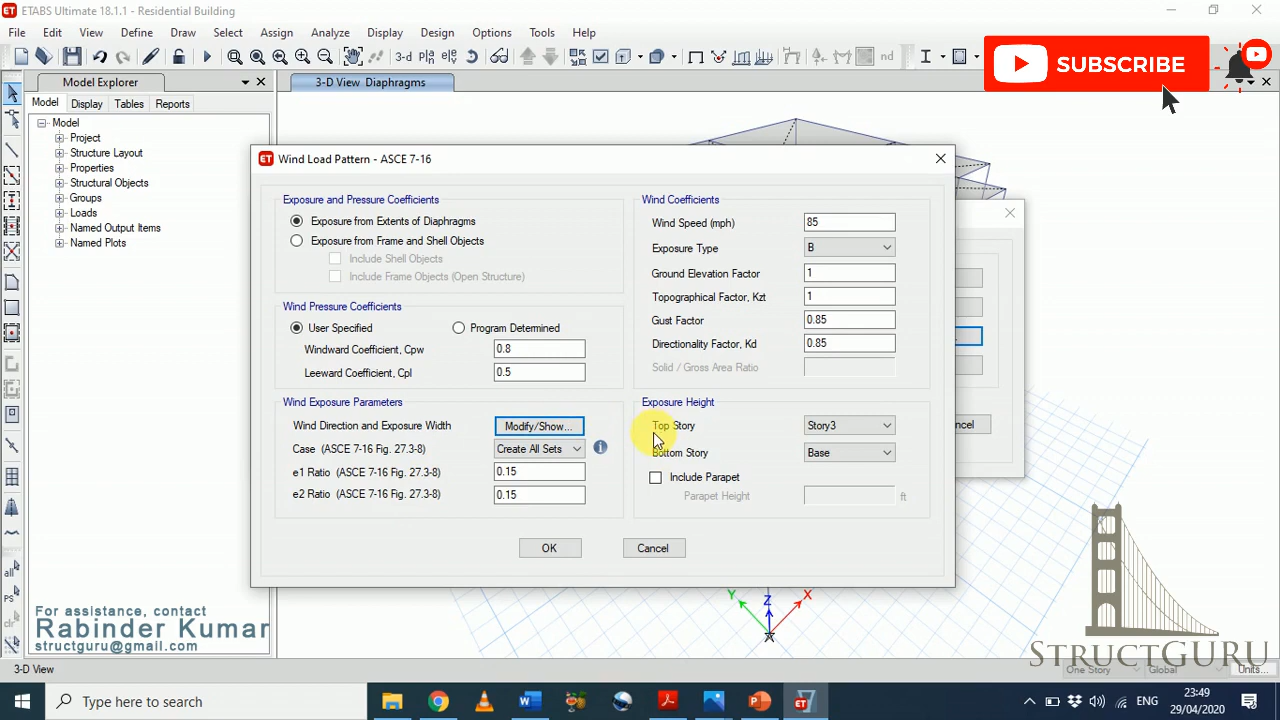 ETABS Ultimate 18.1.1 - Residential Building
File Edit View Define Draw Select Assign Analyze Display Design Options Tools Help
3-d
nd
SUBSCRIBE
Model Explorer
3-D View Diaphragms
Model Display Tables Reports
Model
Project
Structure Layout
Properties
Structural Objects
Groups
Loads
Named Output Items
Named Plots
Wind Load Pattern - ASCE 7-16
Exposure and Pressure Coefficients
Exposure from Extents of Diaphragms
Exposure from Frame and Shell Objects
Include Shell Objects
Include Frame Objects (Open Structure)
Wind Pressure Coefficients
User Specified
Program Determined
Windward Coefficient, Cpw 0.8
Leeward Coefficient, Cpl 0.5
Wind Exposure Parameters
Wind Direction and Exposure Width Modify/Show...
Case (ASCE 7-16 Fig. 27.3-8) Create All Sets
e1 Ratio (ASCE 7-16 Fig. 27.3-8) 0.15
e2 Ratio (ASCE 7-16 Fig. 27.3-8) 0.15
Wind Coefficients
Wind Speed (mph) 85
Exposure Type B
Ground Elevation Factor 1
Topographical Factor, Kzt 1
Gust Factor 0.85
Directionality Factor, Kd 0.85
Solid / Gross Area Ratio
Exposure Height
Top Story Story3
Bottom Story Base
Include Parapet
Parapet Height ft
OK Cancel
ncel
Y Z X
all
PS
clr
For assistance, contact
Rabinder Kumar
structguru@gmail.com
STRUCTGURU
3-D View
One Story Global Units...
Type here to search
ENG
23:49
29/04/2020